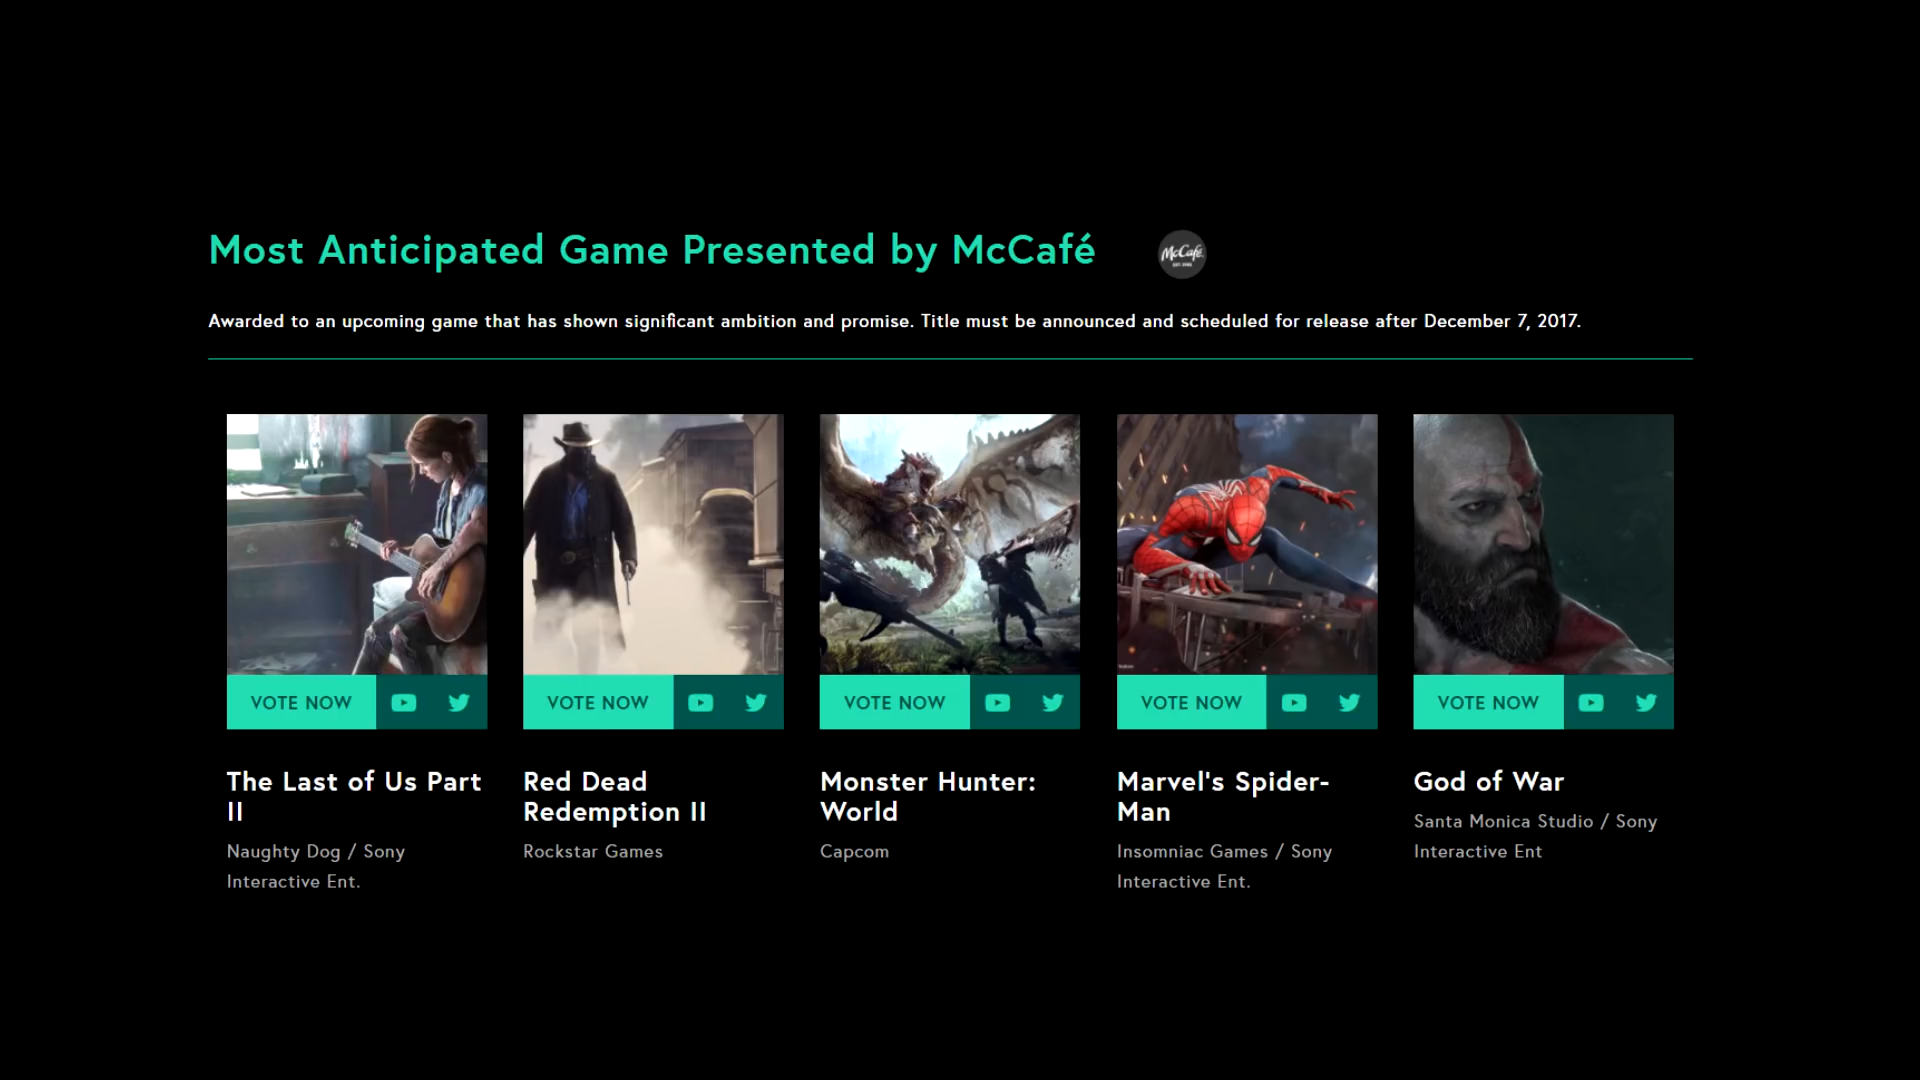 Most Anticipated Game Presented by McCafé
McCafé
Awarded to an upcoming game that has shown significant ambition and promise. Title must be announced and scheduled for release after December 7, 2017.
VOTE NOW
VOTE NOW
VOTE NOW
VOTE NOW
VOTE NOW
The Last of Us Part
II
Naughty Dog / Sony
Interactive Ent.
Red Dead
Redemption II
Rockstar Games
Monster Hunter:
World
Capcom
Marvel's Spider-
Man
Insomniac Games / Sony
Interactive Ent.
God of War
Santa Monica Studio / Sony
Interactive Ent